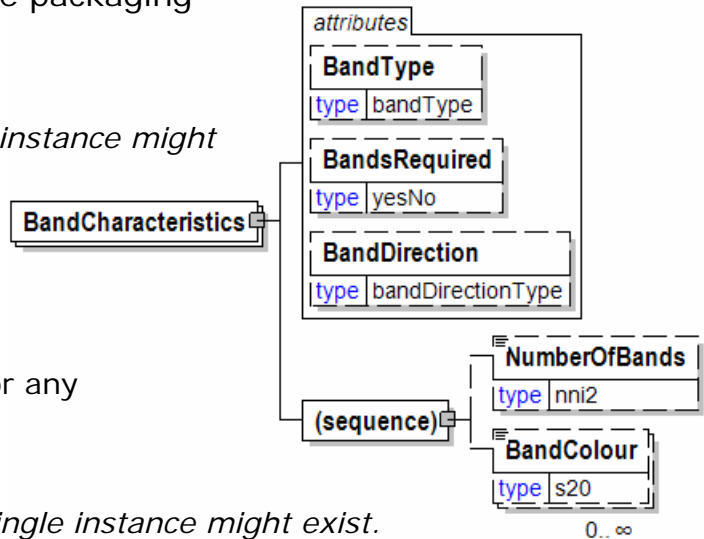 e packaging
attributes
BandType
type bandType
instance might
BandsRequired
type yesNo
BandCharacteristics
BandDirection
type bandDirectionType
NumberOfBands
type nni2
or any
(sequence)
BandColour
type s20
ingle instance might exist.
0..∞